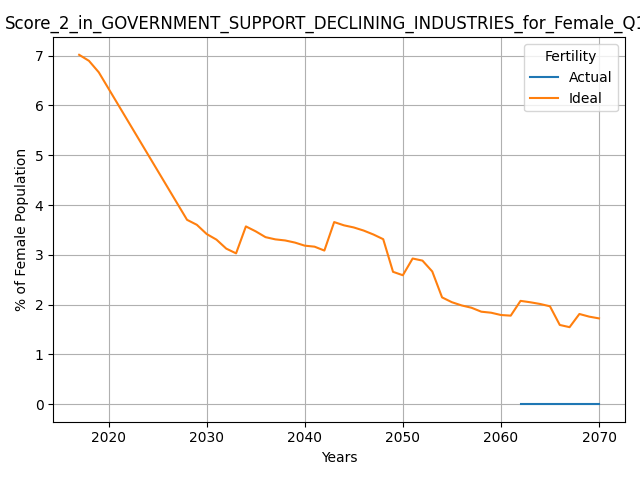 Score_2_in_GOVERNMENT_SUPPORT_DECLINING_INDUSTRIES_for_Female_Q1
Fertility
Actual
Ideal
% of Female Population
7
6
5
4
3
2
1
0
2020 2030 2040 2050 2060 2070
Years